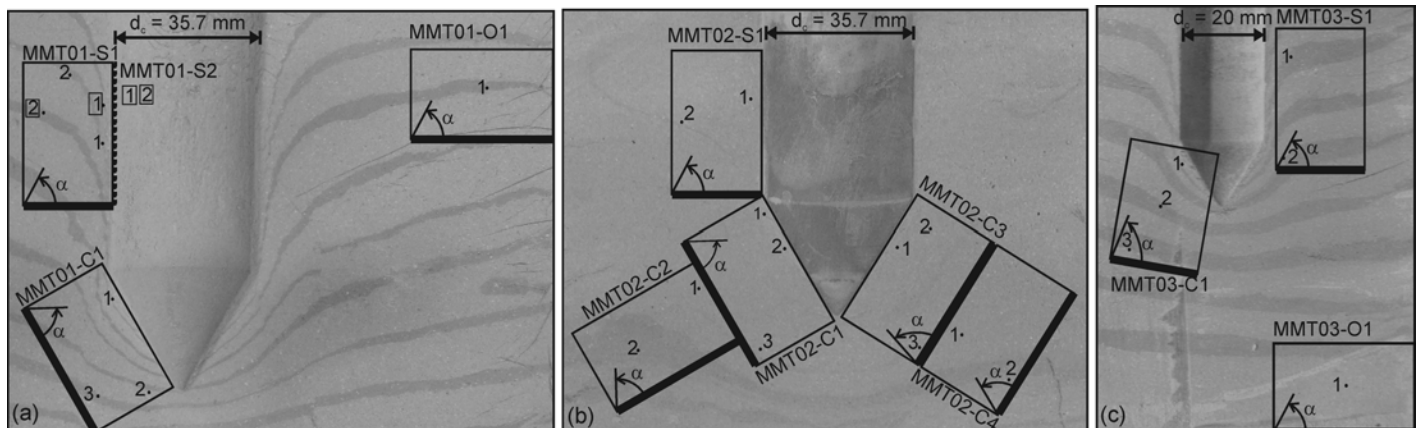 d_c = 35.7 mm
MMT01-S1
MMT01-S2
MMT01-O1
2
2
1
1
1 2
1
α
α
MMT01-C1
1
α
3
2
(a)
d_c = 35.7 mm
MMT02-S1
1
2
α
MMT02-C3
1
2
2
1
α
MMT02-C2
1
2
3
α
MMT02-C1
α
3
1
α
2
MMT02-C4
(b)
d_c = 20 mm
MMT03-S1
1
2
α
1
2
3
α
MMT03-C1
MMT03-O1
1
α
(c)